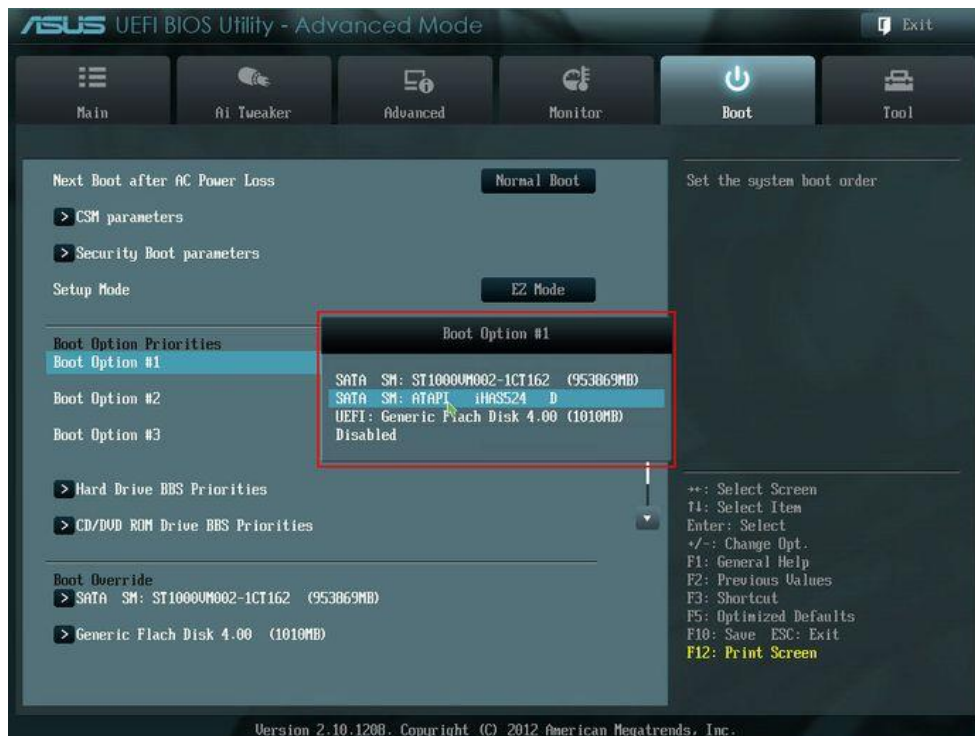 ASUS UEFI BIOS Utility - Advanced Mode
Exit
Main
Ai Tweaker
Advanced
Monitor
Boot
Tool
Next Boot after AC Power Loss
Normal Boot
> CSM parameters
> Security Boot parameters
Setup Mode
EZ Mode
Boot Option Priorities
Boot Option #1
Boot Option #2
Boot Option #3
> Hard Drive BBS Priorities
> CD/DVD ROM Drive BBS Priorities
Boot Override
> SATA SM: ST1000VM002-1CT162 (953869MB)
> Generic Flach Disk 4.00 (1010MB)
Boot Option #1
SATA SM: ST1000VM002-1CT162 (953869MB)
SATA SM: ATAPI iHAS524 D
UEFI: Generic Flach Disk 4.00 (1010MB)
Disabled
Set the system boot order
→←: Select Screen
↑↓: Select Item
Enter: Select
+/-: Change Opt.
F1: General Help
F2: Previous Values
F3: Shortcut
F5: Optimized Defaults
F10: Save ESC: Exit
F12: Print Screen
Version 2.10.1208. Copyright (C) 2012 American Megatrends, Inc.